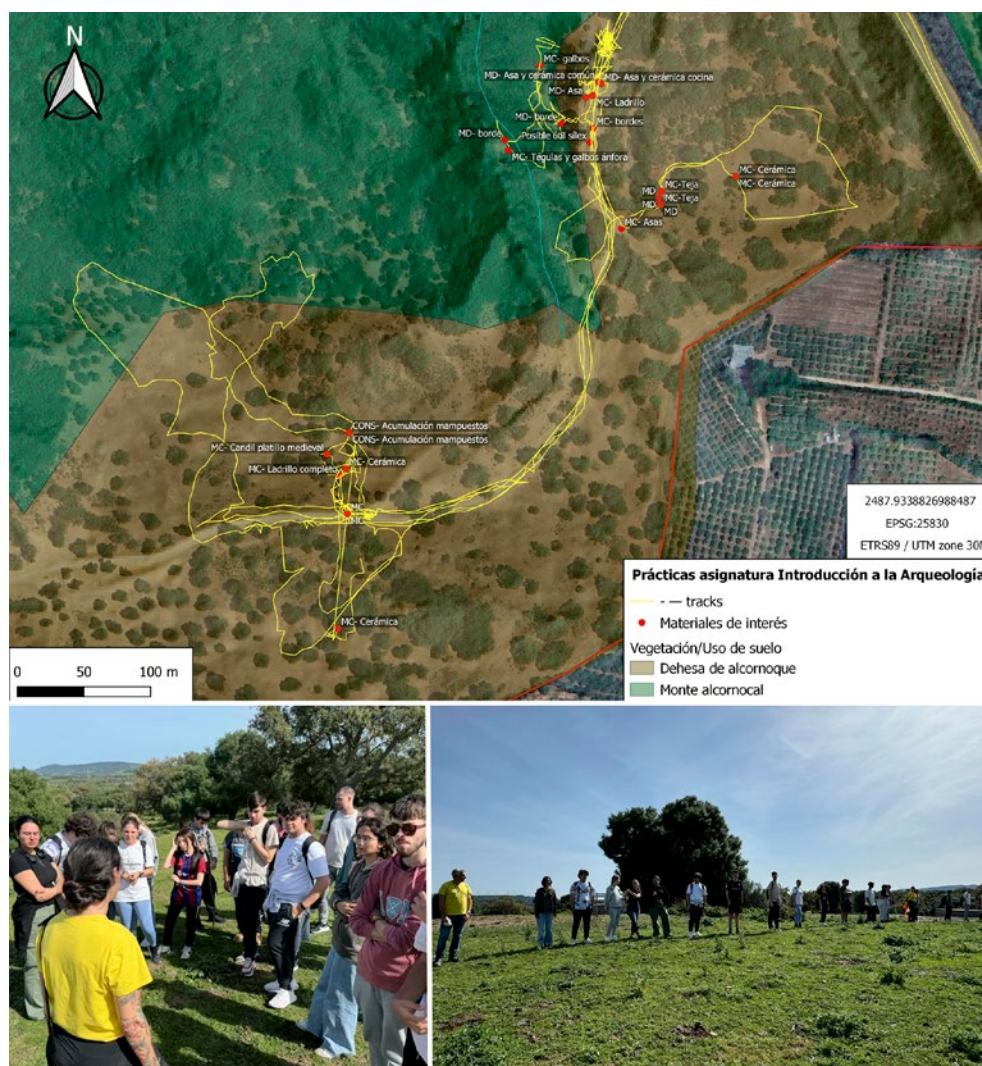 N
MC- galbos
MD- Asa y cerámica común
MD- Asa y cerámica cocina
MD- Asa
MC- Ladrillo
MD- borde
MC- bordes
Posible útil sílex
MD- borde
MC- Tégulas y galbos ánfora
MC- Cerámica
MC- Cerámica
MC-Teja
MD
MC-Teja
MD
MD
MC- Asas
CONS- Acumulación mampuestos
CONS- Acumulación mampuestos
MC- Candil platillo medieval
MC- Cerámica
MC- Ladrillo completo
MC
MC
MC- Cerámica
2487.9338826988487
EPSG:25830
ETRS89 / UTM zone 30N
Prácticas asignatura Introducción a la Arqueología
tracks
Materiales de interés
Vegetación/Uso de suelo
Dehesa de alcornoque
Monte alcornocal
0 50 100 m